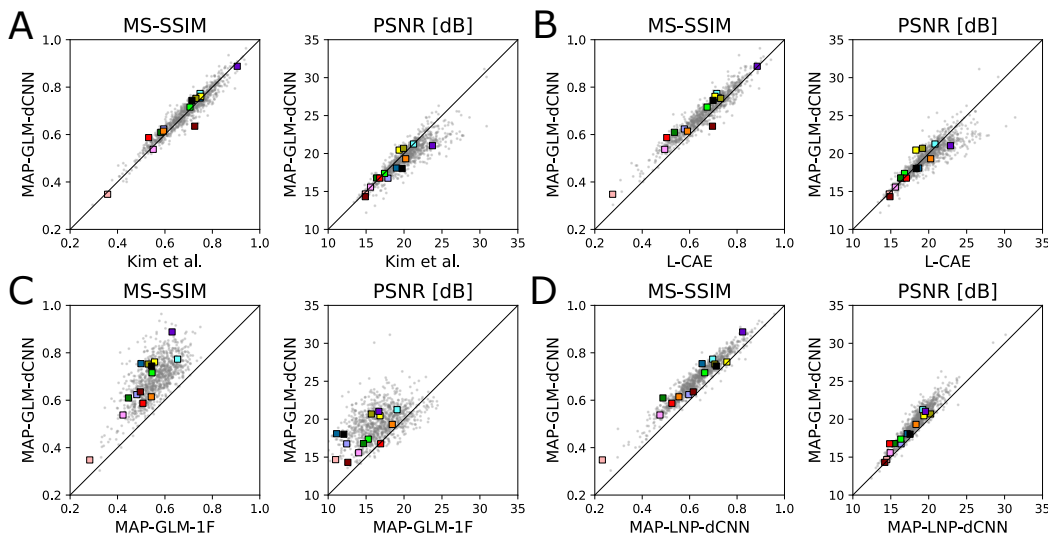 A
MS-SSIM
MAP-GLM-dCNN
1.0
0.8
0.6
0.4
0.2
0.2 0.4 0.6 0.8 1.0
Kim et al.
PSNR [dB]
MAP-GLM-dCNN
35
30
25
20
15
10
10 15 20 25 30 35
Kim et al.
B
MS-SSIM
MAP-GLM-dCNN
1.0
0.8
0.6
0.4
0.2
0.2 0.4 0.6 0.8 1.0
L-CAE
PSNR [dB]
MAP-GLM-dCNN
35
30
25
20
15
10
10 15 20 25 30 35
L-CAE
C
MS-SSIM
MAP-GLM-dCNN
1.0
0.8
0.6
0.4
0.2
0.2 0.4 0.6 0.8 1.0
MAP-GLM-1F
PSNR [dB]
MAP-GLM-dCNN
35
30
25
20
15
10
10 15 20 25 30 35
MAP-GLM-1F
D
MS-SSIM
MAP-GLM-dCNN
1.0
0.8
0.6
0.4
0.2
0.2 0.4 0.6 0.8 1.0
MAP-LNP-dCNN
PSNR [dB]
MAP-GLM-dCNN
35
30
25
20
15
10
10 15 20 25 30 35
MAP-LNP-dCNN